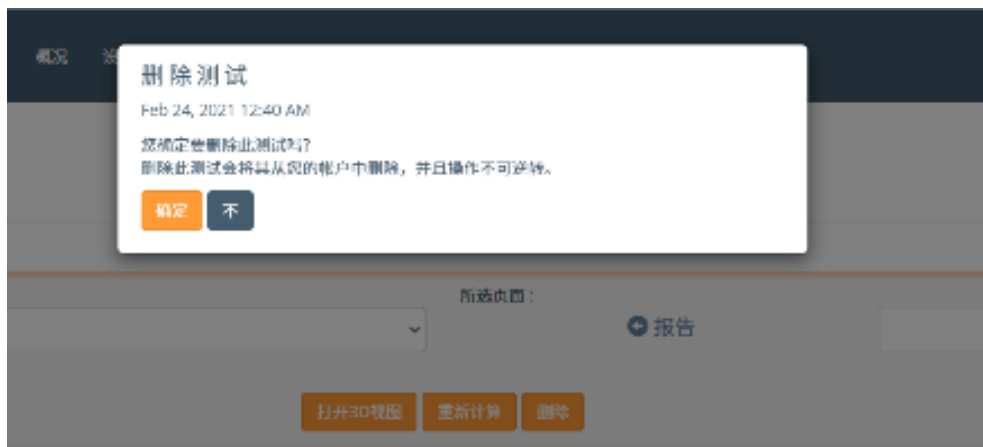 概况
删除测试
Feb 24, 2021 12:40 AM
您确定要删除此测试吗?
删除此测试会将其从您的帐户中删除，并且操作不可逆转。
确定 不
所选页面：
报告
打开3D视图 重新计算 删除